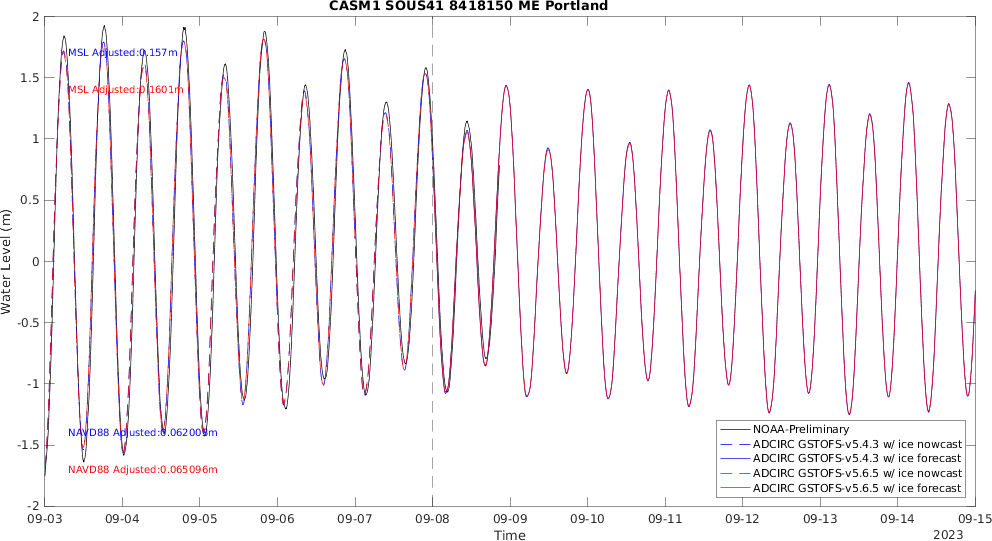 CASM1 SOUS41 8418150 ME Portland
2
1.5
1
0.5
0
-0.5
-1
-1.5
-2
Water Level (m)
MSL Adjusted:0.157m
MSL Adjusted:0.1601m
NAVD88 Adjusted:0.062009m
NAVD88 Adjusted:0.065096m
NOAA-Preliminary
ADCIRC GSTOFS-v5.4.3 w/ ice nowcast
ADCIRC GSTOFS-v5.4.3 w/ ice forecast
ADCIRC GSTOFS-v5.6.5 w/ ice nowcast
ADCIRC GSTOFS-v5.6.5 w/ ice forecast
09-03 09-04 09-05 09-06 09-07 09-08 09-09 09-10 09-11 09-12 09-13 09-14 09-15
Time
2023